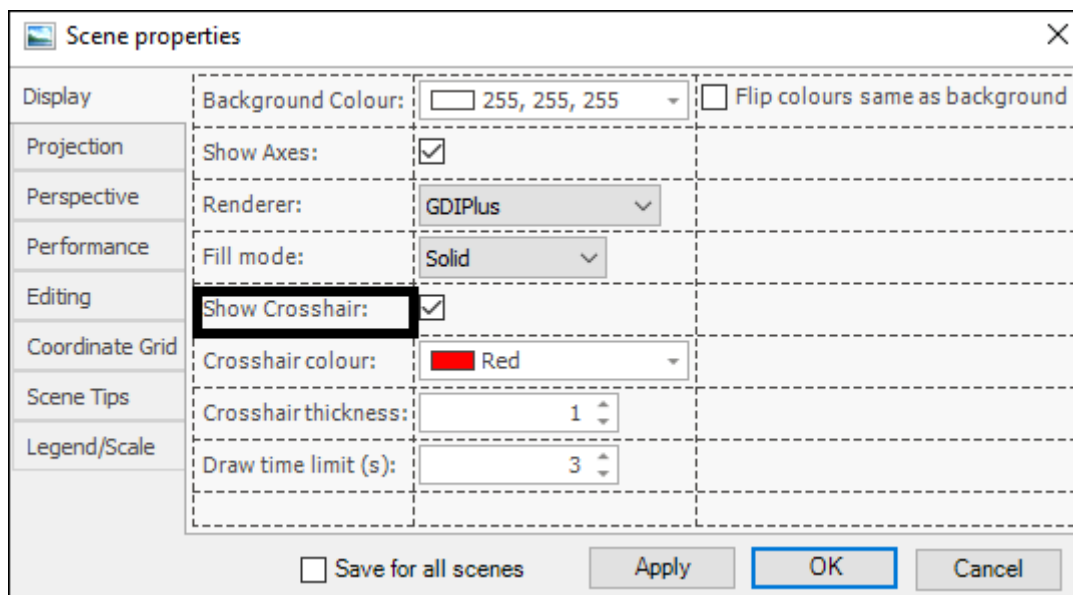 Scene properties
Display
Projection
Perspective
Performance
Editing
Coordinate Grid
Scene Tips
Legend/Scale
Background Colour: 255, 255, 255 Flip colours same as background
Show Axes:
Renderer: GDIPlus
Fill mode: Solid
Show Crosshair:
Crosshair colour: Red
Crosshair thickness: 1
Draw time limit (s): 3
Save for all scenes Apply OK Cancel